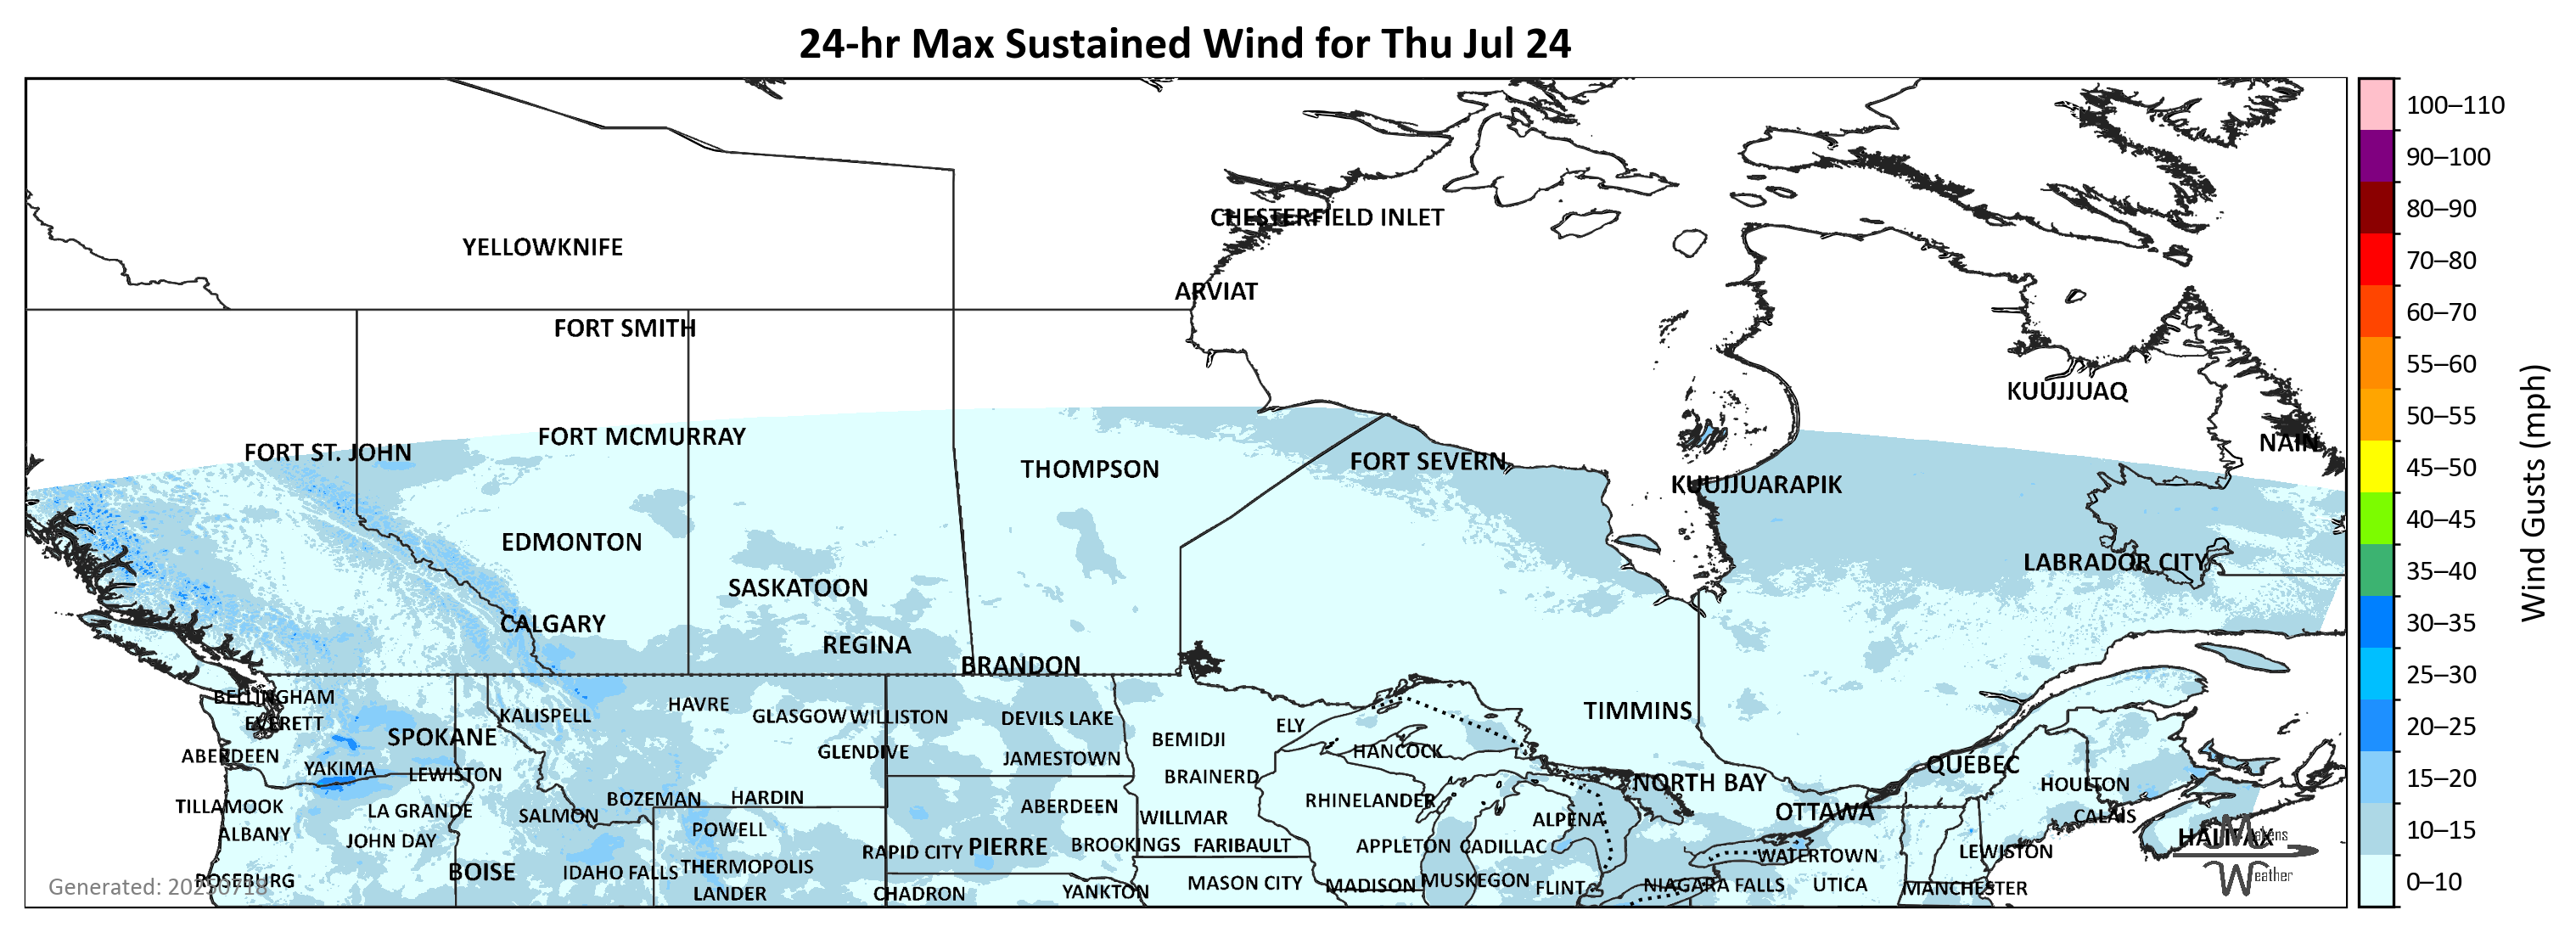 24-hr Max Sustained Wind for Thu Jul 24
100–110
90–100
80–90
70–80
60–70
55–60
50–55
45–50
40–45
35–40
30–35
25–30
20–25
15–20
10–15
0–10
Wind Gusts (mph)
CHESTERFIELD INLET
YELLOWKNIFE
ARVIAT
FORT SMITH
KUUJJUAQ
FORT MCMURRAY
NAIN
FORT ST. JOHN
FORT SEVERN
THOMPSON
KUUJJUARAPIK
EDMONTON
LABRADOR CITY
SASKATOON
CALGARY
REGINA
BRANDON
BELLINGHAM
HAVRE
TIMMINS
KALISPELL
GLASGOW
WILLISTON
DEVILS LAKE
EVERETT
ELY
SPOKANE
BEMIDJI
HANCOCK
GLENDIVE
ABERDEEN
JAMESTOWN
QUÉBEC
YAKIMA
LEWISTON
BRAINERD
NORTH BAY
HOULTON
BOZEMAN
HARDIN
RHINELANDER
TILLAMOOK
ABERDEEN
LA GRANDE
OTTAWA
SALMON
WILLMAR
CALAIS
ALPENA
POWELL
ALBANY
HALIFAX
JOHN DAY
BROOKINGS
FARIBAULT
APPLETON
CADILLAC
PIERRE
RAPID CITY
LEWISTON
WATERTOWN
THERMOPOLIS
BOISE
IDAHO FALLS
ROSEBURG
MUSKEGON
MASON CITY
MADISON
NIAGARA FALLS
UTICA
FLINT
MANCHESTER
YANKTON
LANDER
CHADRON
Generated: 20250718
Makens
Weather